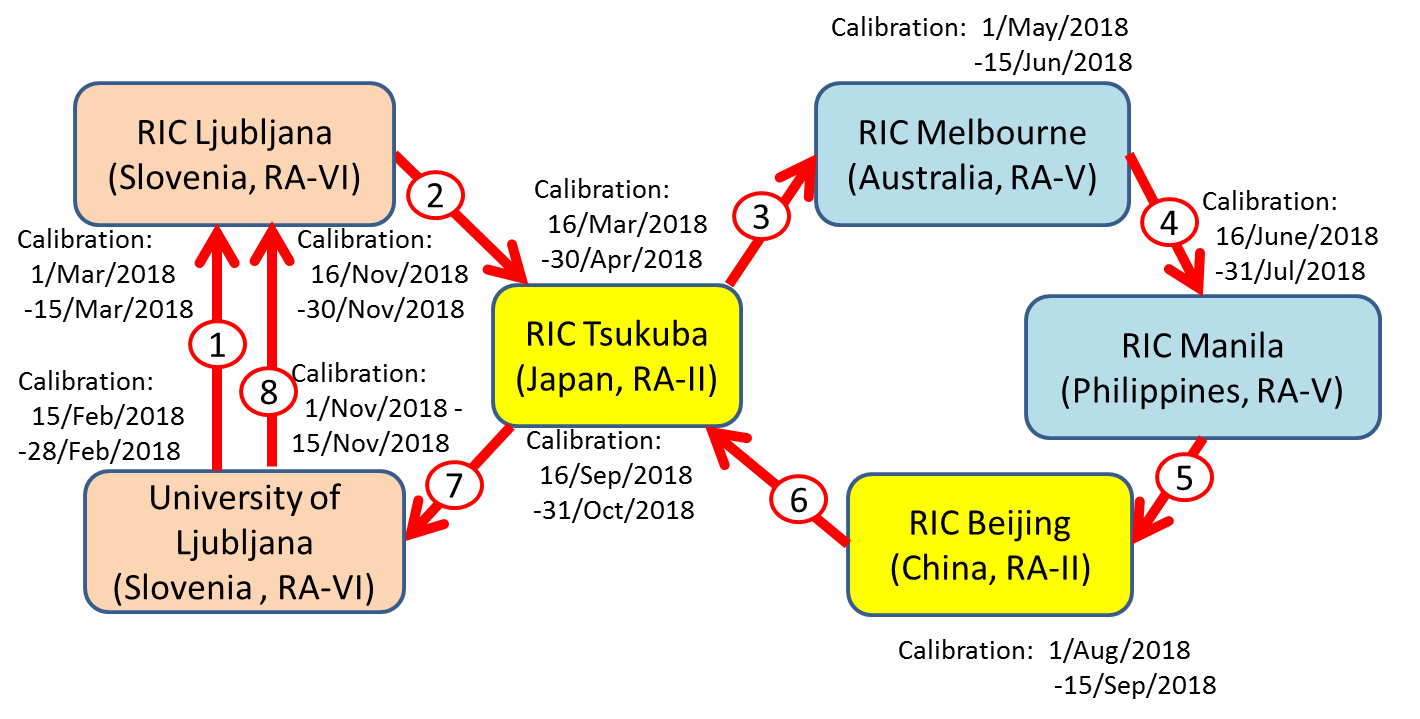 Calibration:  1/May/2018
-15/Jun/2018
RIC Ljubljana
(Slovenia, RA-VI)
2
Calibration:
16/Mar/2018
-30/Apr/2018
3
RIC Melbourne
(Australia, RA-V)
4
Calibration:
16/June/2018
-31/Jul/2018
Calibration:
1/Mar/2018
-15/Mar/2018
Calibration:
16/Nov/2018
-30/Nov/2018
1
8
RIC Tsukuba
(Japan, RA-II)
RIC Manila
(Philippines, RA-V)
Calibration:
15/Feb/2018
-28/Feb/2018
Calibration:
1/Nov/2018 -
15/Nov/2018
Calibration:
16/Sep/2018
-31/Oct/2018
7
6
5
University of
Ljubljana
(Slovenia , RA-VI)
RIC Beijing
(China, RA-II)
Calibration:  1/Aug/2018
-15/Sep/2018